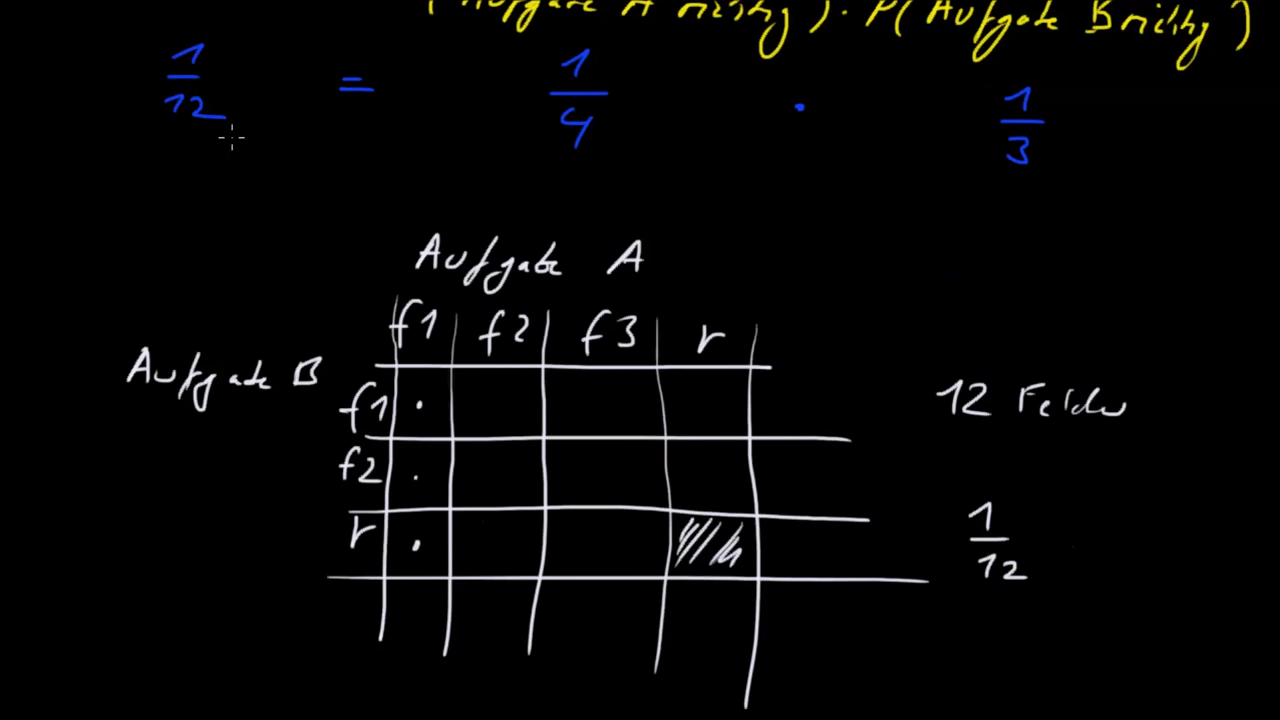 (Aufgabe A richtig) · P(Aufgabe B richtig)
1/12 = 1/4 · 1/3
Aufgabe A
f1 f2 f3 r
Aufgabe B
f1
12 Felder
f2
r
1/12